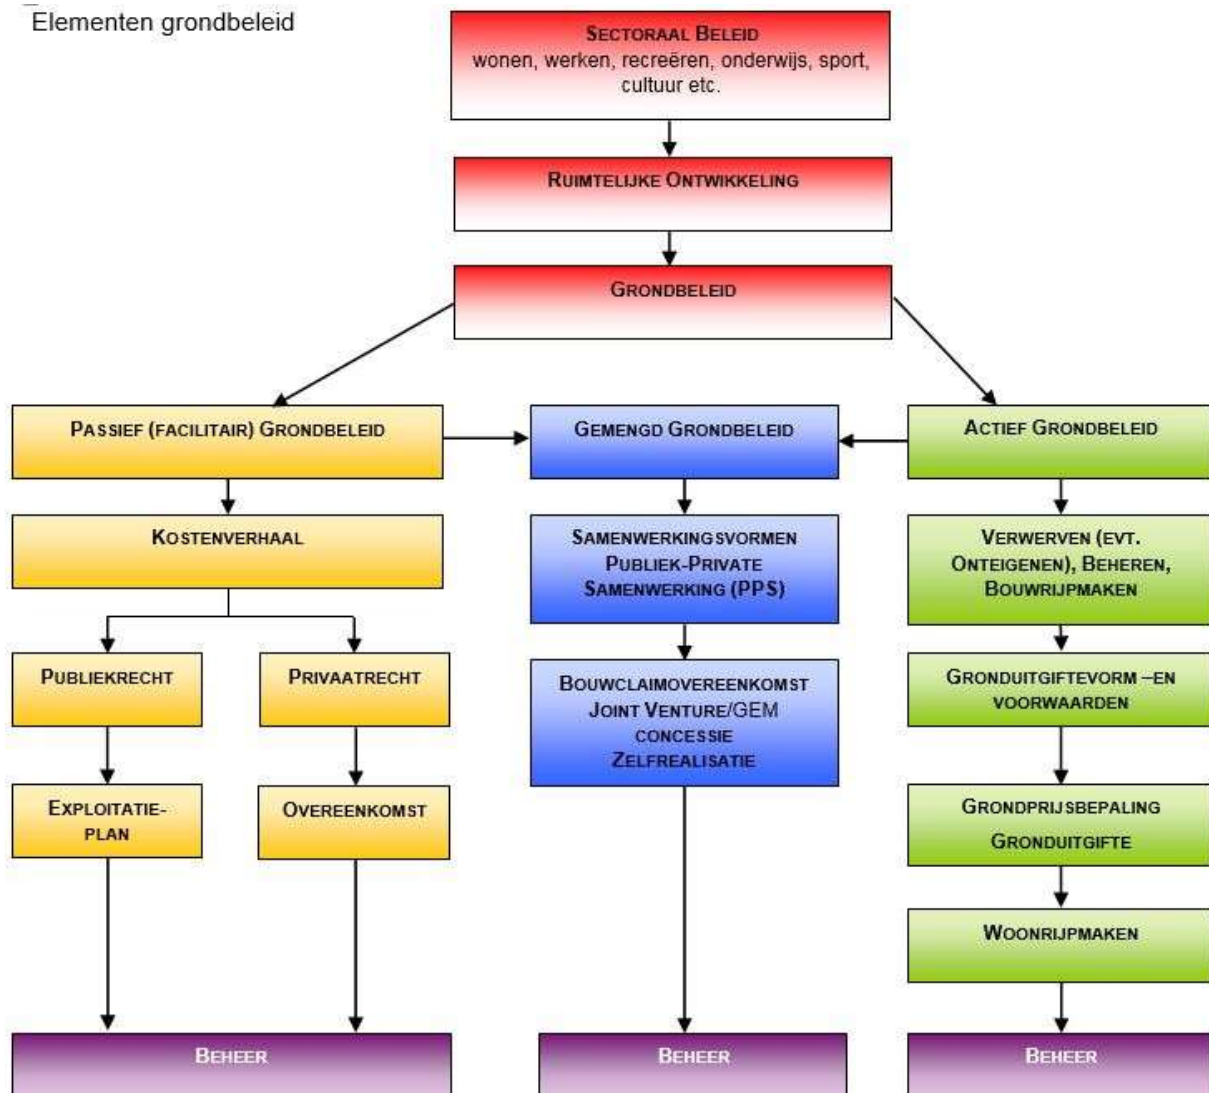 Elementen grondbeleid
SECTORAAL BELEID
wonen, werken, recreëren, onderwijs, sport,
cultuur etc.
RUIMTELIJKE ONTWIKKELING
GRONDBELEID
PASSIEF (FACILITAIR) GRONDBELEID
GEMENGD GRONDBELEID
ACTIEF GRONDBELEID
KOSTENVERHAAL
SAMENWERKINGSVORMEN
PUBLIEK-PRIVATE
SAMENWERKING (PPS)
VERWERVEN (EVT.
ONTEIGENEN), BEHEREN,
BOUWRIJPMAKEN
PUBLIEKRECHT
PRIVAATRECHT
BOUWCLAIMOVEREENKOMST
JOINT VENTURE/GEM
CONCESSIE
ZELFREALISATIE
GRONDUITGIFTEVORM –EN
VOORWAARDEN
EXPLOITATIE-
PLAN
OVEREENKOMST
GRONDPRIJSBEPALING
GRONDUITGIFTE
WOONRIJPMAKEN
BEHEER
BEHEER
BEHEER